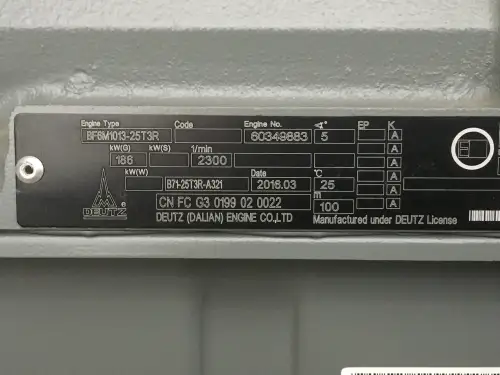 Engine Type Code Engine No. ∢° EP K
BF6M1013-25T3R 60349883 5 A
kW(G) kW(S) 1/min A
186 2300 A
kW(W) Date °C A
B71-25T3R-A321 2016.03 25 A
CN FC G3 0199 02 0022 m A
DEUTZ ® 100 A
DEUTZ (DALIAN) ENGINE CO.,LTD Manufactured under DEUTZ License